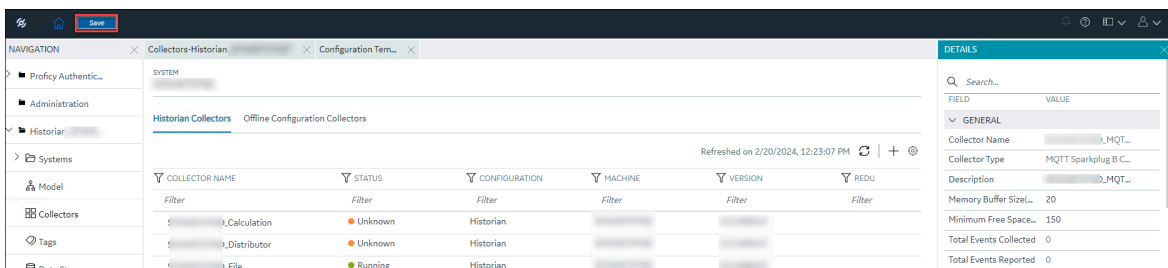 Save
NAVIGATION
Collectors-Historian_
Configuration Tem...
DETAILS
Proficy Authentic...
Administration
Historian
Systems
Model
Collectors
Tags
SYSTEM
Historian Collectors Offline Configuration Collectors
Refreshed on 2/20/2024, 12:23:07 PM
COLLECTOR NAME STATUS CONFIGURATION MACHINE VERSION REDU
Filter Filter Filter Filter Filter Filter
_Calculation Unknown Historian
_Distributor Unknown Historian
_File Running Historian
Search...
FIELD VALUE
GENERAL
Collector Name _MQT...
Collector Type MQTT Sparkplug B C...
Description _MQT...
Memory Buffer Size(... 20
Minimum Free Space... 150
Total Events Collected 0
Total Events Reported 0